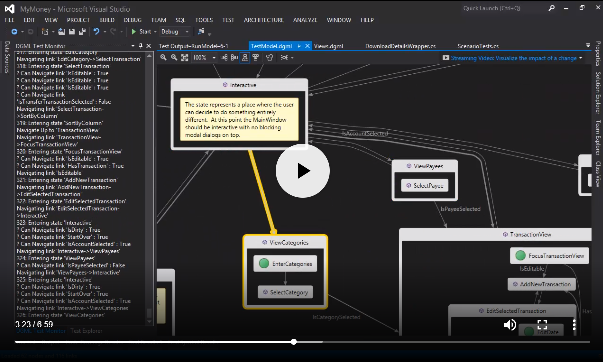 MyMoney - Microsoft Visual Studio
Quick Launch (Ctrl+Q)
FILE EDIT VIEW PROJECT BUILD DEBUG TEAM SQL TOOLS TEST ARCHITECTURE ANALYZE WINDOW HELP
Start Debug
DGML Test Monitor
Test Output-RunModel-6-1 TestModel.dgml Views.dgml DownloadDetailsWrapper.cs ScenarioTests.cs
100%
Streaming Video: Visualize the impact of a change
Data Sources
Properties Solution Explorer Team Explorer Class View
317: Entering state 'EditCategory'
Navigating link 'EditCategory->SelectTransaction'
318: Entering state 'SelectTransaction'
? Can Navigate link 'IsEditable' : True
? Can Navigate link 'IsEditable' : True
? Can Navigate link 'IsEditable' : True
? Can Navigate link
'IsTransferTransactionSelected' : False
Navigating link 'SelectTransaction-
>SortByColumn'
319: Entering state 'SortByColumn'
Navigate Up to 'TransactionView'
Navigating link 'TransactionView-
>FocusTransactionView'
320: Entering state 'FocusTransactionView'
? Can Navigate link 'IsEditable' : True
? Can Navigate link 'HasTransaction' : True
Navigating link 'IsEditable'
321: Entering state 'AddNewTransaction'
Navigating link 'AddNewTransaction-
>EditSelectedTransaction'
322: Entering state 'EditSelectedTransaction'
Navigating link 'EditSelectedTransaction-
>Interactive'
323: Entering state 'Interactive'
? Can Navigate link 'IsDirty' : True
? Can Navigate link 'StartOver' : True
? Can Navigate link 'IsAccountSelected' : True
Navigating link 'Interactive->ViewPayees'
324: Entering state 'ViewPayees'
? Can Navigate link 'IsPayeeSelected' : False
Navigating link 'ViewPayees->Interactive'
325: Entering state 'Interactive'
? Can Navigate link 'IsDirty' : True
? Can Navigate link 'StartOver' : True
? Can Navigate link 'IsAccountSelected' : True
Navigating link 'Interactive->ViewCategories'
326: Entering state 'ViewCategories'
Interactive
The state represents a place where the user
can decide to do something entirely
different. At this point the MainWindow
should be interactive with no blocking
modal dialogs on top.
IsAccountSelected
ViewPayees
SelectPayee
IsPayeeSelected
ViewCategories
EnterCategories
SelectCategory
IsCategorySelected
TransactionView
FocusTransactionView
IsEditable
AddNewTransaction
EditSelectedTransaction
3:23 / 6:59
Test Explorer